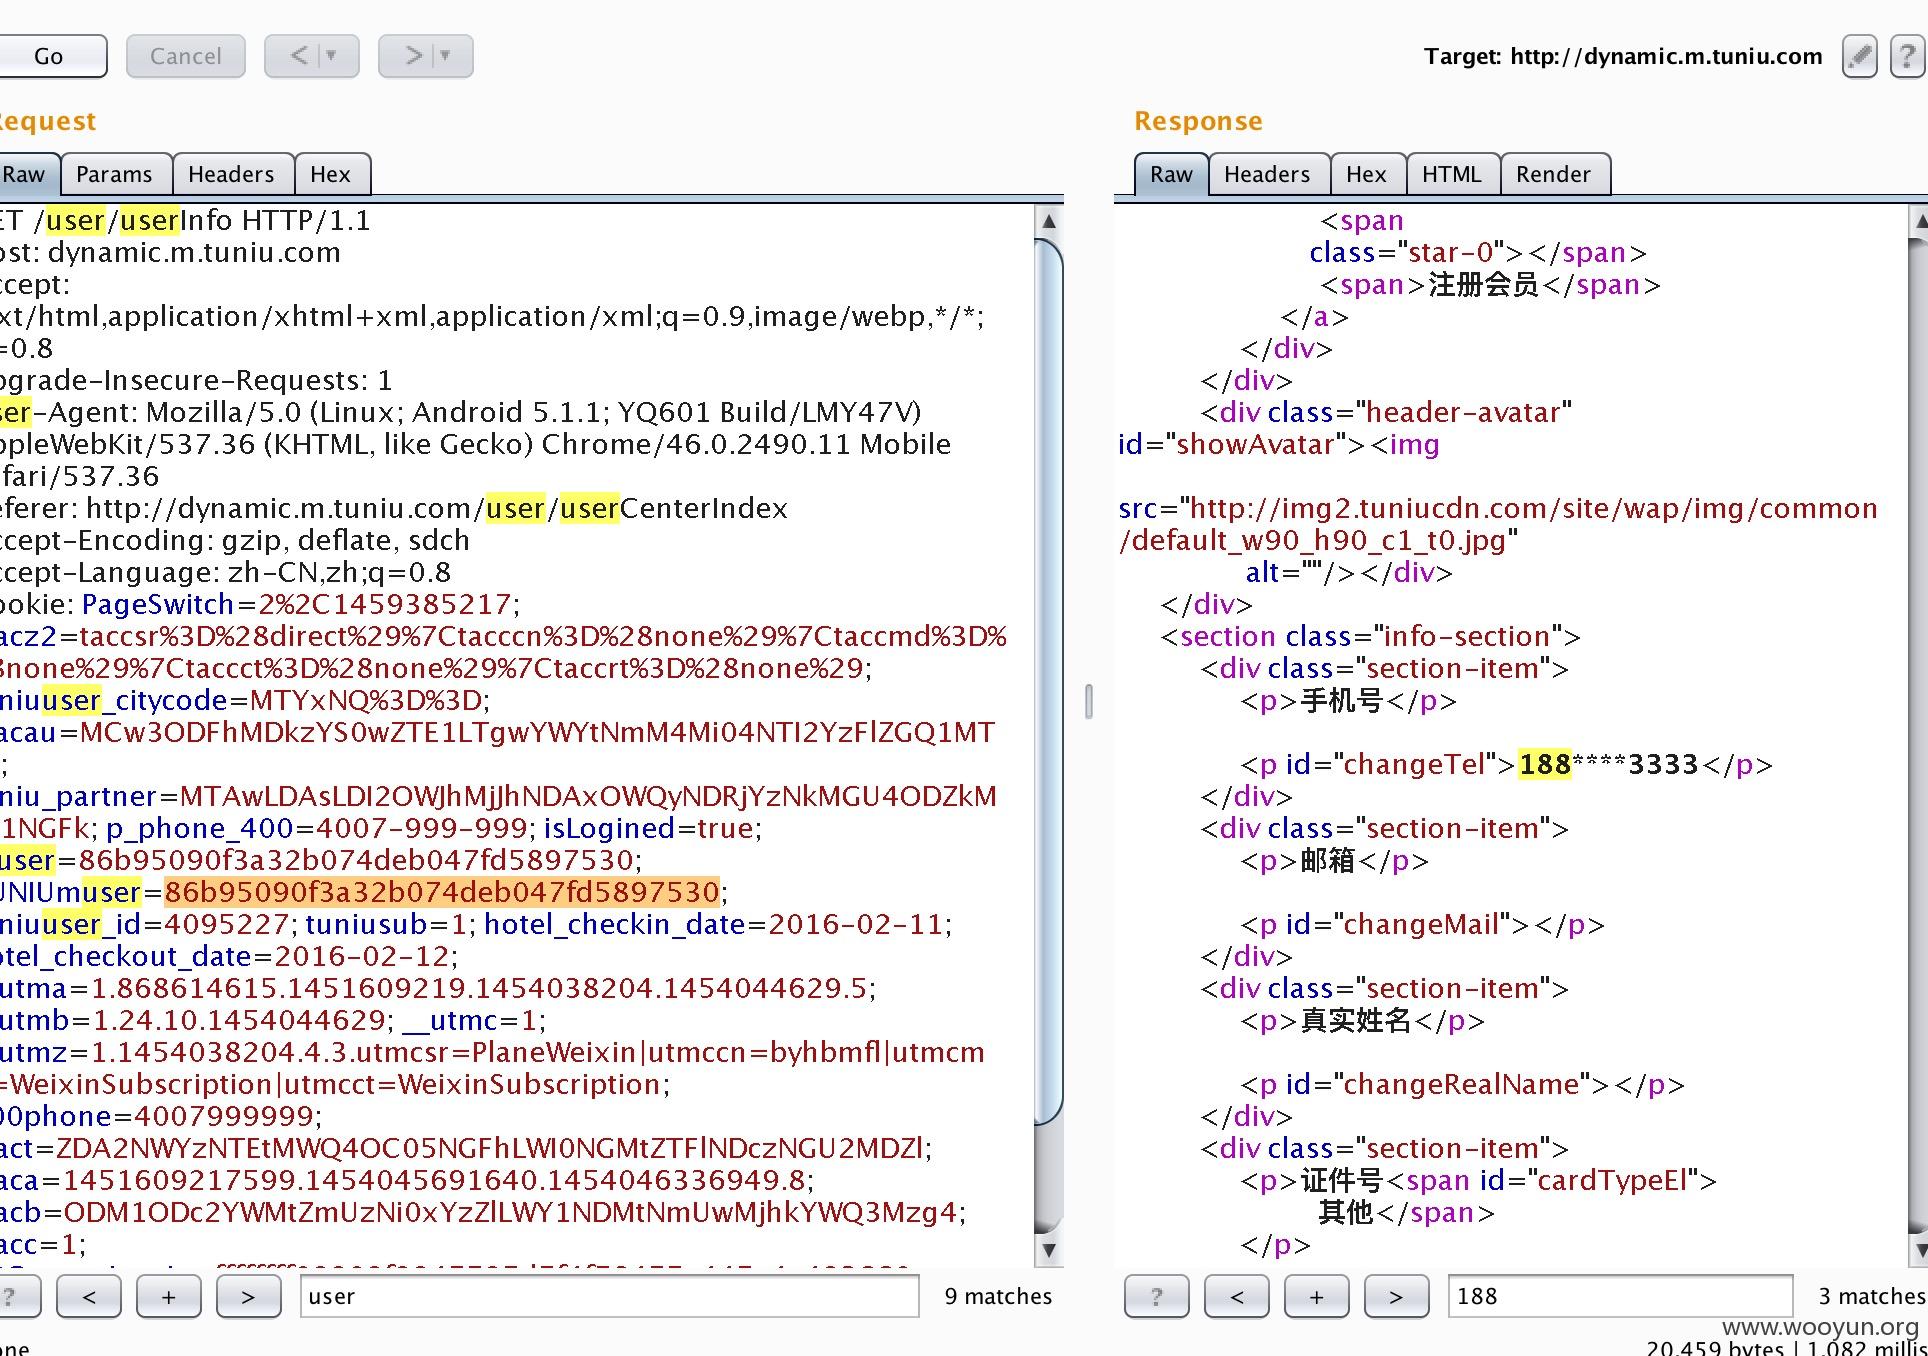 Go
Cancel
Target: http://dynamic.m.tuniu.com
equest
Raw Params Headers Hex
ET /user/userInfo HTTP/1.1
ost: dynamic.m.tuniu.com
ccept:
xt/html,application/xhtml+xml,application/xml;q=0.9,image/webp,*/*;
=0.8
pgrade-Insecure-Requests: 1
ser-Agent: Mozilla/5.0 (Linux; Android 5.1.1; YQ601 Build/LMY47V)
ppleWebKit/537.36 (KHTML, like Gecko) Chrome/46.0.2490.11 Mobile
fari/537.36
eferer: http://dynamic.m.tuniu.com/user/userCenterIndex
ccept-Encoding: gzip, deflate, sdch
ccept-Language: zh-CN,zh;q=0.8
ookie: PageSwitch=2%2C1459385217;
acz2=taccsr%3D%28direct%29%7Ctacccn%3D%28none%29%7Ctaccmd%3D%
8none%29%7Ctaccct%3D%28none%29%7Ctaccrt%3D%28none%29;
niuuser_citycode=MTYxNQ%3D%3D;
acau=MCw3ODFhMDkzYS0wZTE1LTgwYWYtNmM4Mi04NTI2YzFlZGQ1MT
;
niu_partner=MTAwLDAsLDI2OWJhMjJhNDAxOWQyNDRjYzNkMGU4ODZkM
1NGFk; p_phone_400=4007-999-999; isLogined=true;
user=86b95090f3a32b074deb047fd5897530;
UNIUmuser=86b95090f3a32b074deb047fd5897530;
niuuser_id=4095227; tuniusub=1; hotel_checkin_date=2016-02-11;
otel_checkout_date=2016-02-12;
utma=1.868614615.1451609219.1454038204.1454044629.5;
utmb=1.24.10.1454044629; __utmc=1;
utmz=1.1454038204.4.3.utmcsr=PlaneWeixin|utmccn=byhbmfl|utmcm
=WeixinSubscription|utmcct=WeixinSubscription;
00phone=4007999999;
act=ZDA2NWYzNTEtMWQ4OC05NGFhLWI0NGMtZTFlNDczNGU2MDZl;
aca=1451609217599.1454045691640.1454046336949.8;
acb=ODM1ODc2YWMtZmUzNi0xYzZlLWY1NDMtNmUwMjhkYWQ3Mzg4;
acc=1;
? < + > user 9 matches
one
Response
Raw Headers Hex HTML Render
<span
class="star-0"></span>
<span>注册会员</span>
</a>
</div>
</div>
<div class="header-avatar"
id="showAvatar"><img
src="http://img2.tuniucdn.com/site/wap/img/common
/default_w90_h90_c1_t0.jpg"
alt=""/></div>
</div>
<section class="info-section">
<div class="section-item">
<p>手机号</p>
<p id="changeTel">188****3333</p>
</div>
<div class="section-item">
<p>邮箱</p>
<p id="changeMail"></p>
</div>
<div class="section-item">
<p>真实姓名</p>
<p id="changeRealName"></p>
</div>
<div class="section-item">
<p>证件号<span id="cardTypeEl">
其他</span>
</p>
? < + > 188 3 matches
www.wooyun.org
20,459 bytes | 1,082 millis